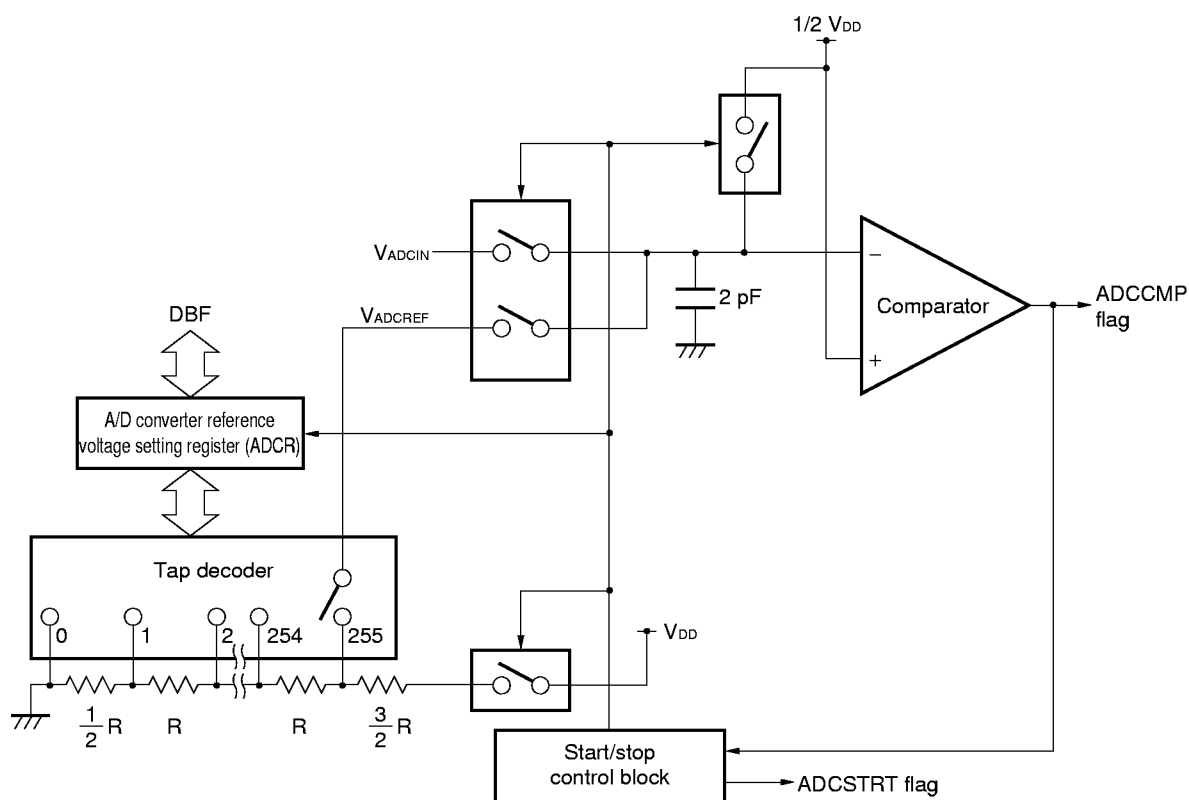 1/2 VDD
VADCIN
VADCREF
2 pF
−
+
Comparator
ADCCMP
flag
DBF
A/D converter reference
voltage setting register (ADCR)
Tap decoder
0
1
2
254
255
VDD
1/2 R
R
R
3/2 R
Start/stop
control block
ADCSTRT flag